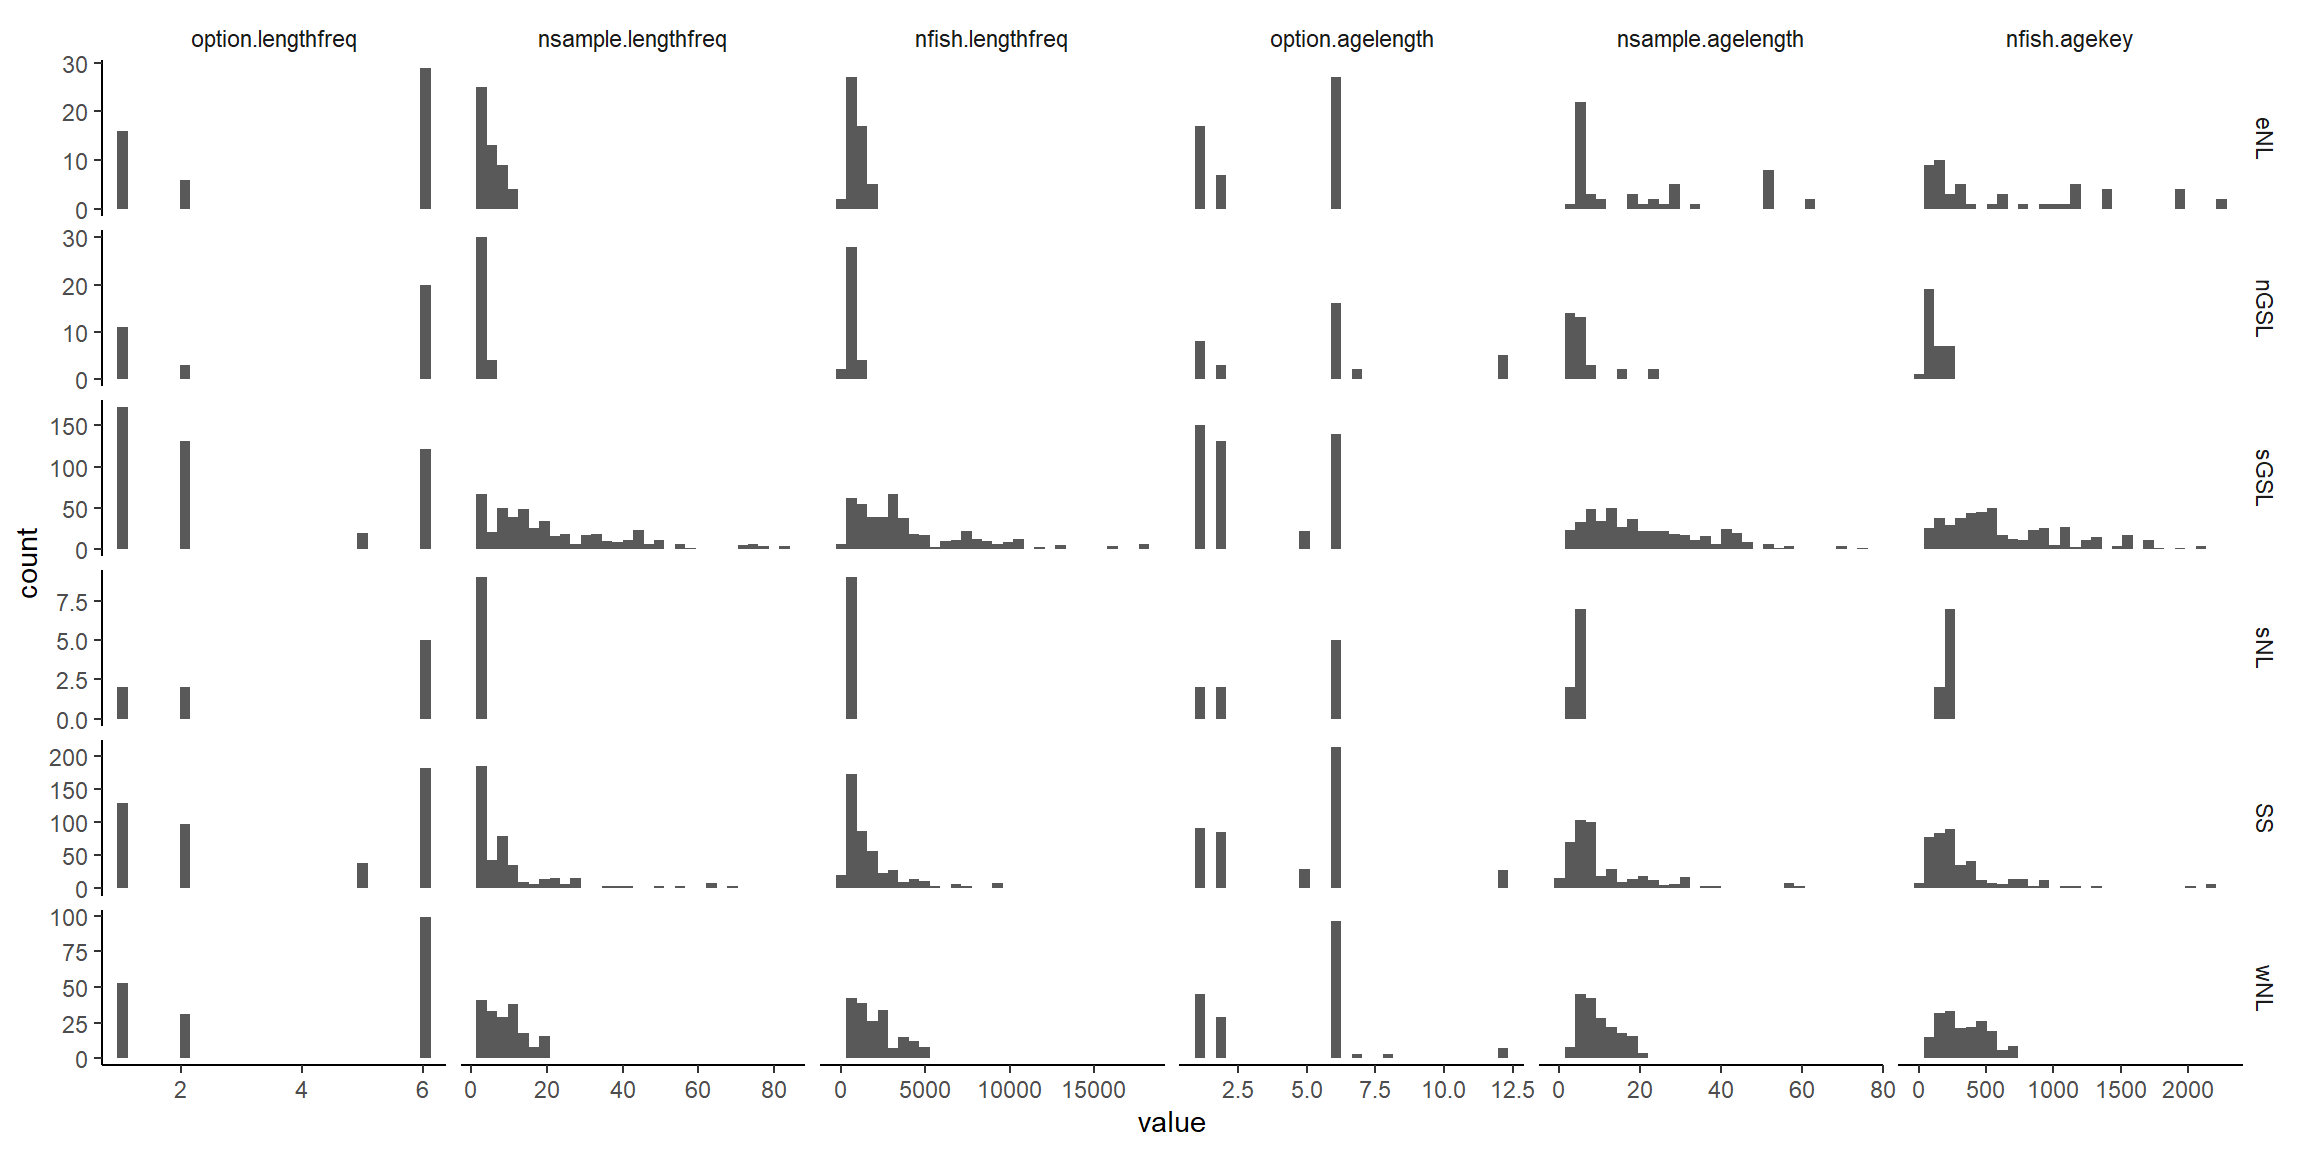 option.lengthfreq nsample.lengthfreq nfish.lengthfreq option.agelength nsample.agelength nfish.agekey
30
20
10
0
eNL
30
20
10
0
nGSL
150
100
50
0
sGSL
count
7.5
5.0
2.5
0.0
sNL
200
150
100
50
0
SS
100
75
50
25
0
wNL
2 4 6 0 20 40 60 80 0 5000 10000 15000 2.5 5.0 7.5 10.0 12.5 0 20 40 60 80 0 500 1000 1500 2000
value